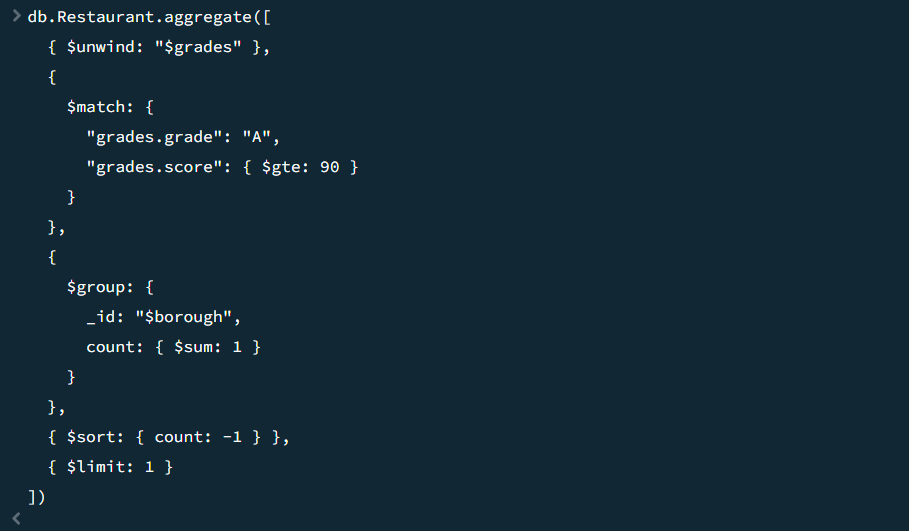 > db.Restaurant.aggregate([
{ $unwind: "$grades" },
{
$match: {
"grades.grade": "A",
"grades.score": { $gte: 90 }
}
},
{
$group: {
_id: "$borough",
count: { $sum: 1 }
}
},
{ $sort: { count: -1 } },
{ $limit: 1 }
])
<